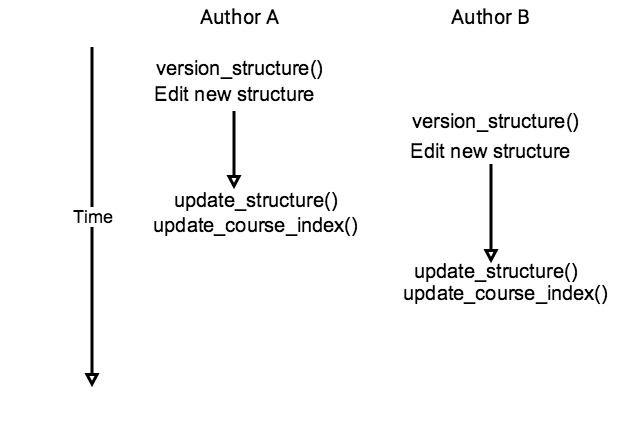 Author A
Author B
version_structure()
Edit new structure
version_structure()
Edit new structure
update_structure()
update_course_index()
Time
update_structure()
update_course_index()